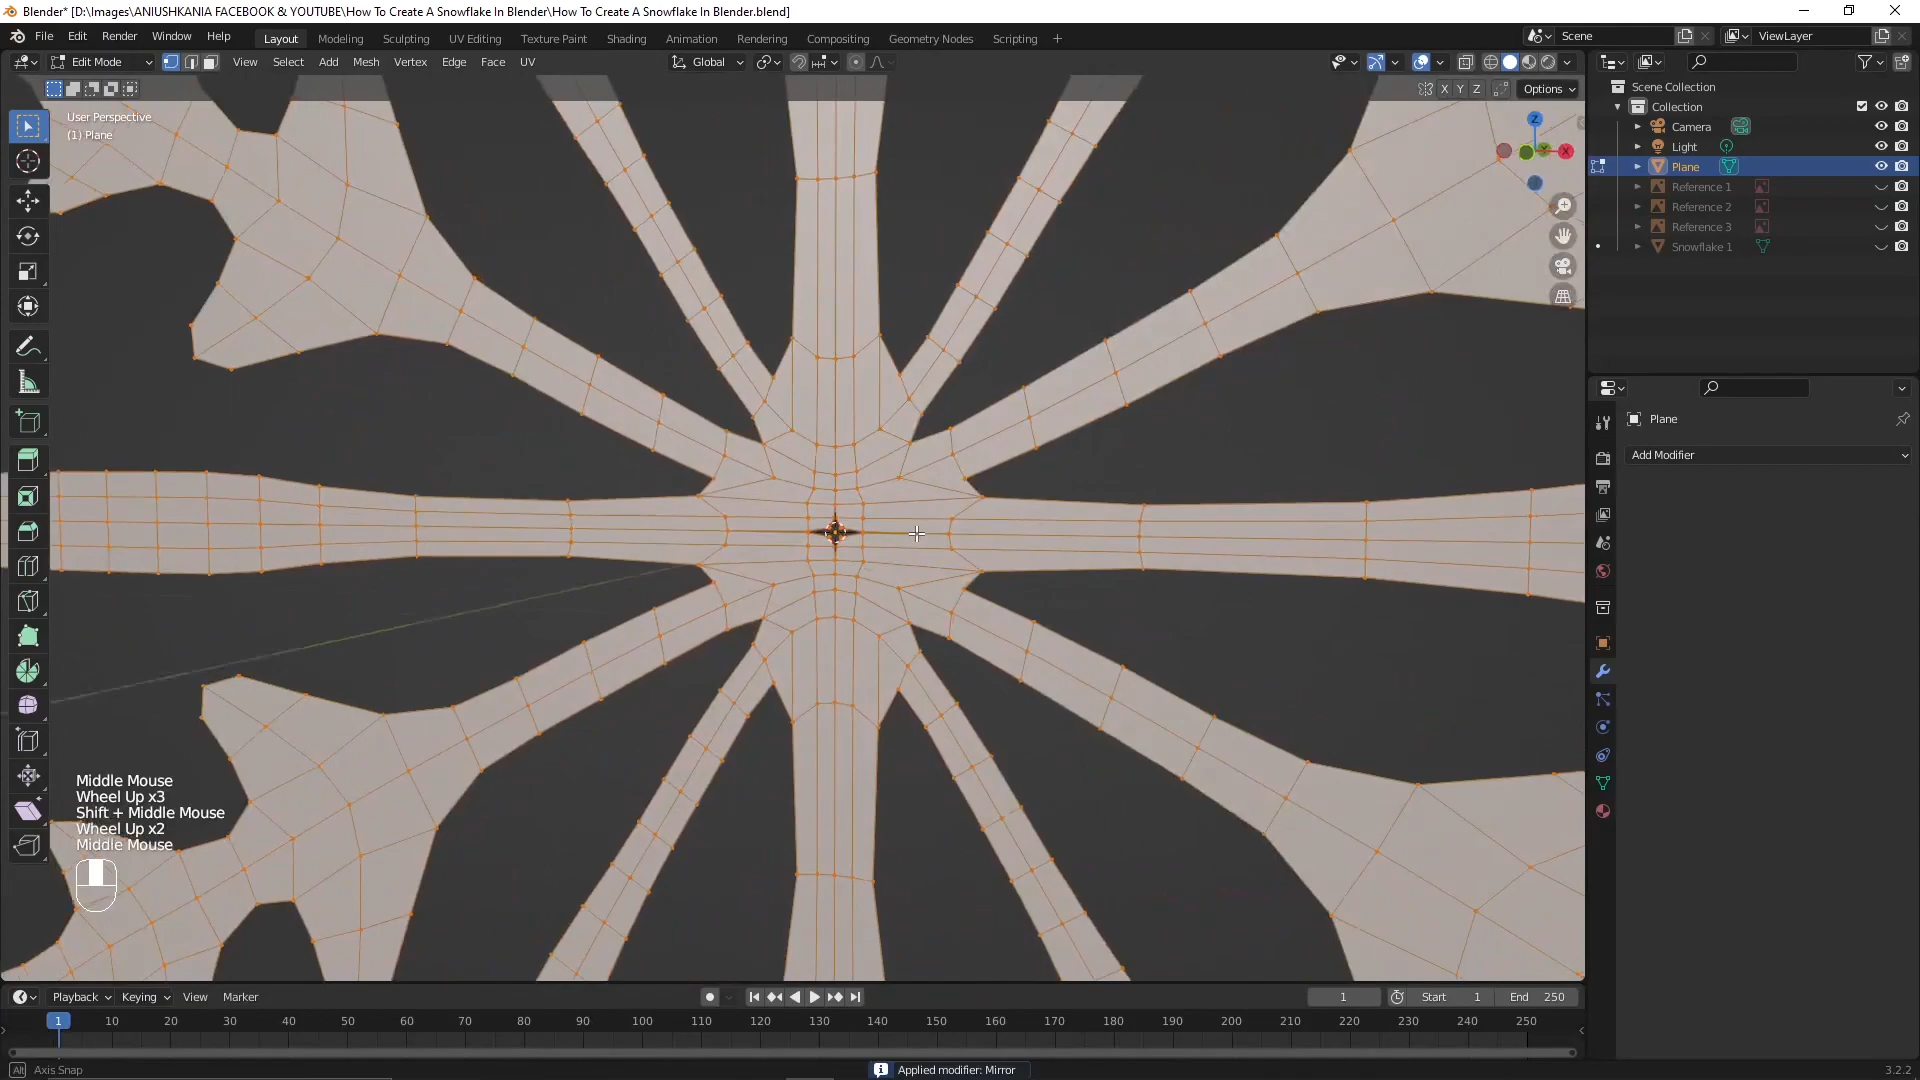 Blender* [D:\Images\ANIUSHKANIA FACEBOOK & YOUTUBE\How To Create A Snowflake In Blender\How To Create A Snowflake In Blender.blend]
File Edit Render Window Help Layout Modeling Sculpting UV Editing Texture Paint Shading Animation Rendering Compositing Geometry Nodes Scripting + Scene ViewLayer
Edit Mode View Select Add Mesh Vertex Edge Face UV Global
X Y Z Options
User Perspective
(1) Plane
Z
X
Scene Collection
Collection
Camera
Light
Plane
Reference 1
Reference 2
Reference 3
Snowflake 1
Plane
Add Modifier
Middle Mouse
Wheel Up x3
Shift + Middle Mouse
Wheel Up x2
Middle Mouse
Playback Keying View Marker 1 Start 1 End 250
1 10 20 30 40 50 60 70 80 90 100 110 120 130 140 150 160 170 180 190 200 210 220 230 240 250
Alt Axis Snap Applied modifier: Mirror 3.2.2